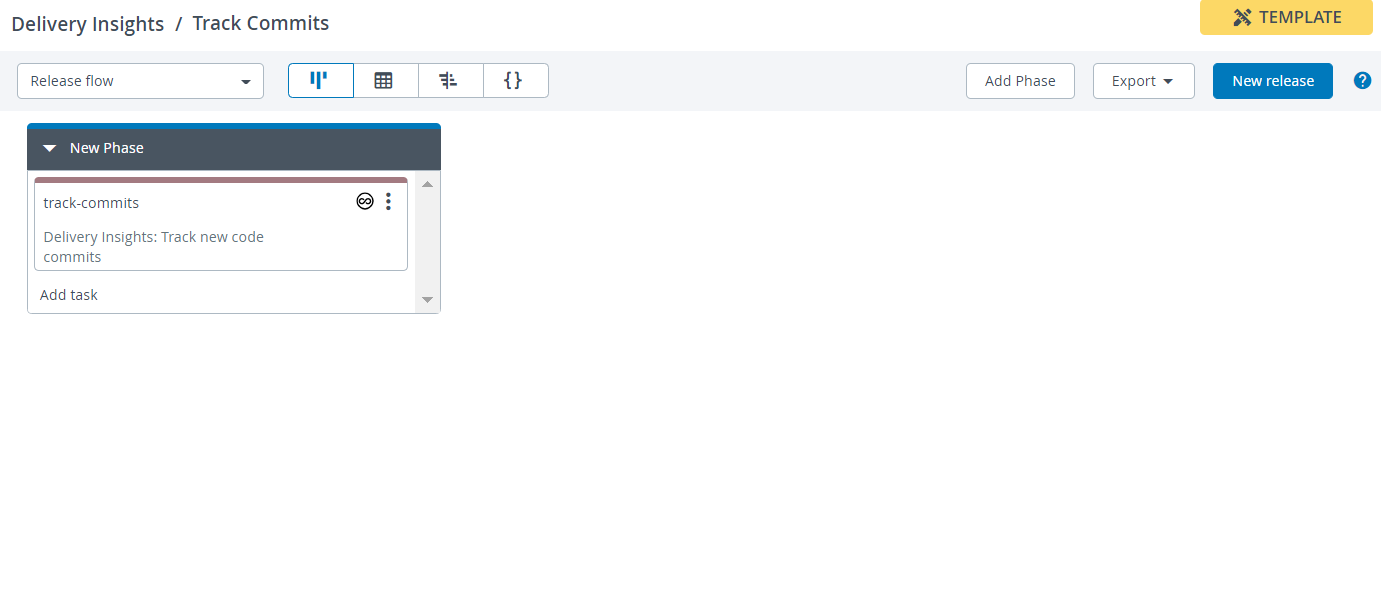 Delivery Insights / Track Commits
TEMPLATE
Release flow
{ }
Add Phase
Export
New release
?
New Phase
track-commits
Delivery Insights: Track new code
commits
Add task